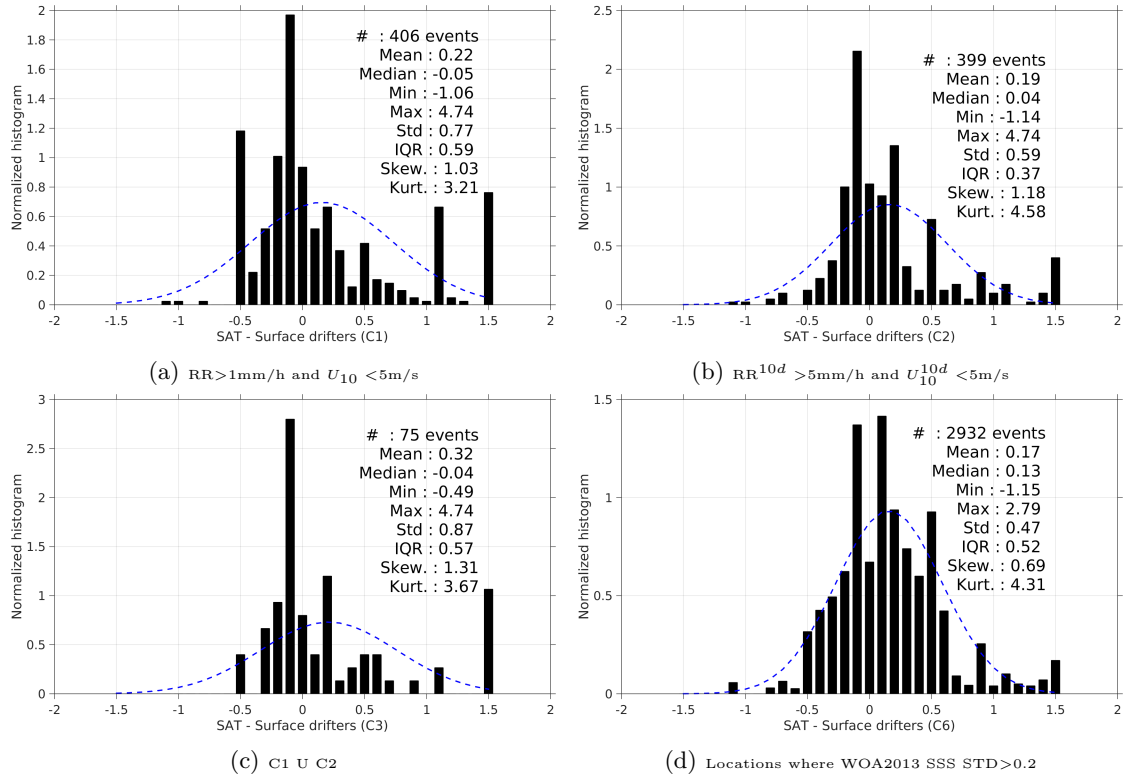 2
1.8
1.6
1.4
1.2
1
0.8
0.6
0.4
0.2
0
Normalized histogram
# : 406 events
Mean : 0.22
Median : -0.05
Min : -1.06
Max : 4.74
Std : 0.77
IQR : 0.59
Skew. : 1.03
Kurt. : 3.21
-2 -1.5 -1 -0.5 0 0.5 1 1.5 2
SAT - Surface drifters (C1)
(a) RR>1mm/h and U10 <5m/s
2.5
2
1.5
1
0.5
0
Normalized histogram
# : 399 events
Mean : 0.19
Median : 0.04
Min : -1.14
Max : 4.74
Std : 0.59
IQR : 0.37
Skew. : 1.18
Kurt. : 4.58
-2 -1.5 -1 -0.5 0 0.5 1 1.5 2
SAT - Surface drifters (C2)
(b) RR^10d >5mm/h and U10^10d <5m/s
3
2.5
2
1.5
1
0.5
0
Normalized histogram
# : 75 events
Mean : 0.32
Median : -0.04
Min : -0.49
Max : 4.74
Std : 0.87
IQR : 0.57
Skew. : 1.31
Kurt. : 3.67
-2 -1.5 -1 -0.5 0 0.5 1 1.5 2
SAT - Surface drifters (C3)
(c) C1 U C2
1.5
1
0.5
0
Normalized histogram
# : 2932 events
Mean : 0.17
Median : 0.13
Min : -1.15
Max : 2.79
Std : 0.47
IQR : 0.52
Skew. : 0.69
Kurt. : 4.31
-2 -1.5 -1 -0.5 0 0.5 1 1.5 2
SAT - Surface drifters (C6)
(d) Locations where WOA2013 SSS STD>0.2